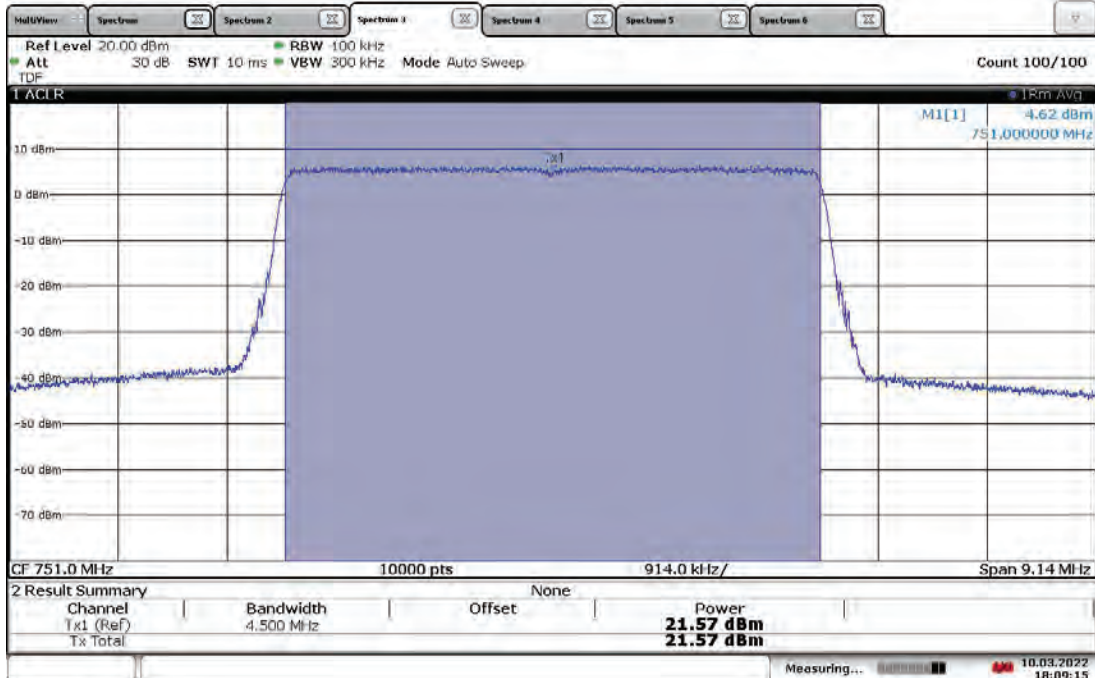 MultiView Spectrum Spectrum 2 Spectrum 3 Spectrum 4 Spectrum 5 Spectrum 6
Ref Level 20.00 dBm RBW 100 kHz
Att 30 dB SWT 10 ms VBW 300 kHz Mode Auto Sweep Count 100/100
TDF
1 ACLR 1Rm Avg
M1[1] 4.62 dBm
751.000000 MHz
10 dBm
0 dBm
-10 dBm
-20 dBm
-30 dBm
-40 dBm
-50 dBm
-60 dBm
-70 dBm
CF 751.0 MHz 10000 pts 914.0 kHz/ Span 9.14 MHz
2 Result Summary None
Channel Bandwidth Offset Power
Tx1 (Ref) 4.500 MHz 21.57 dBm
Tx Total 21.57 dBm
Measuring... 10.03.2022
18:09:15